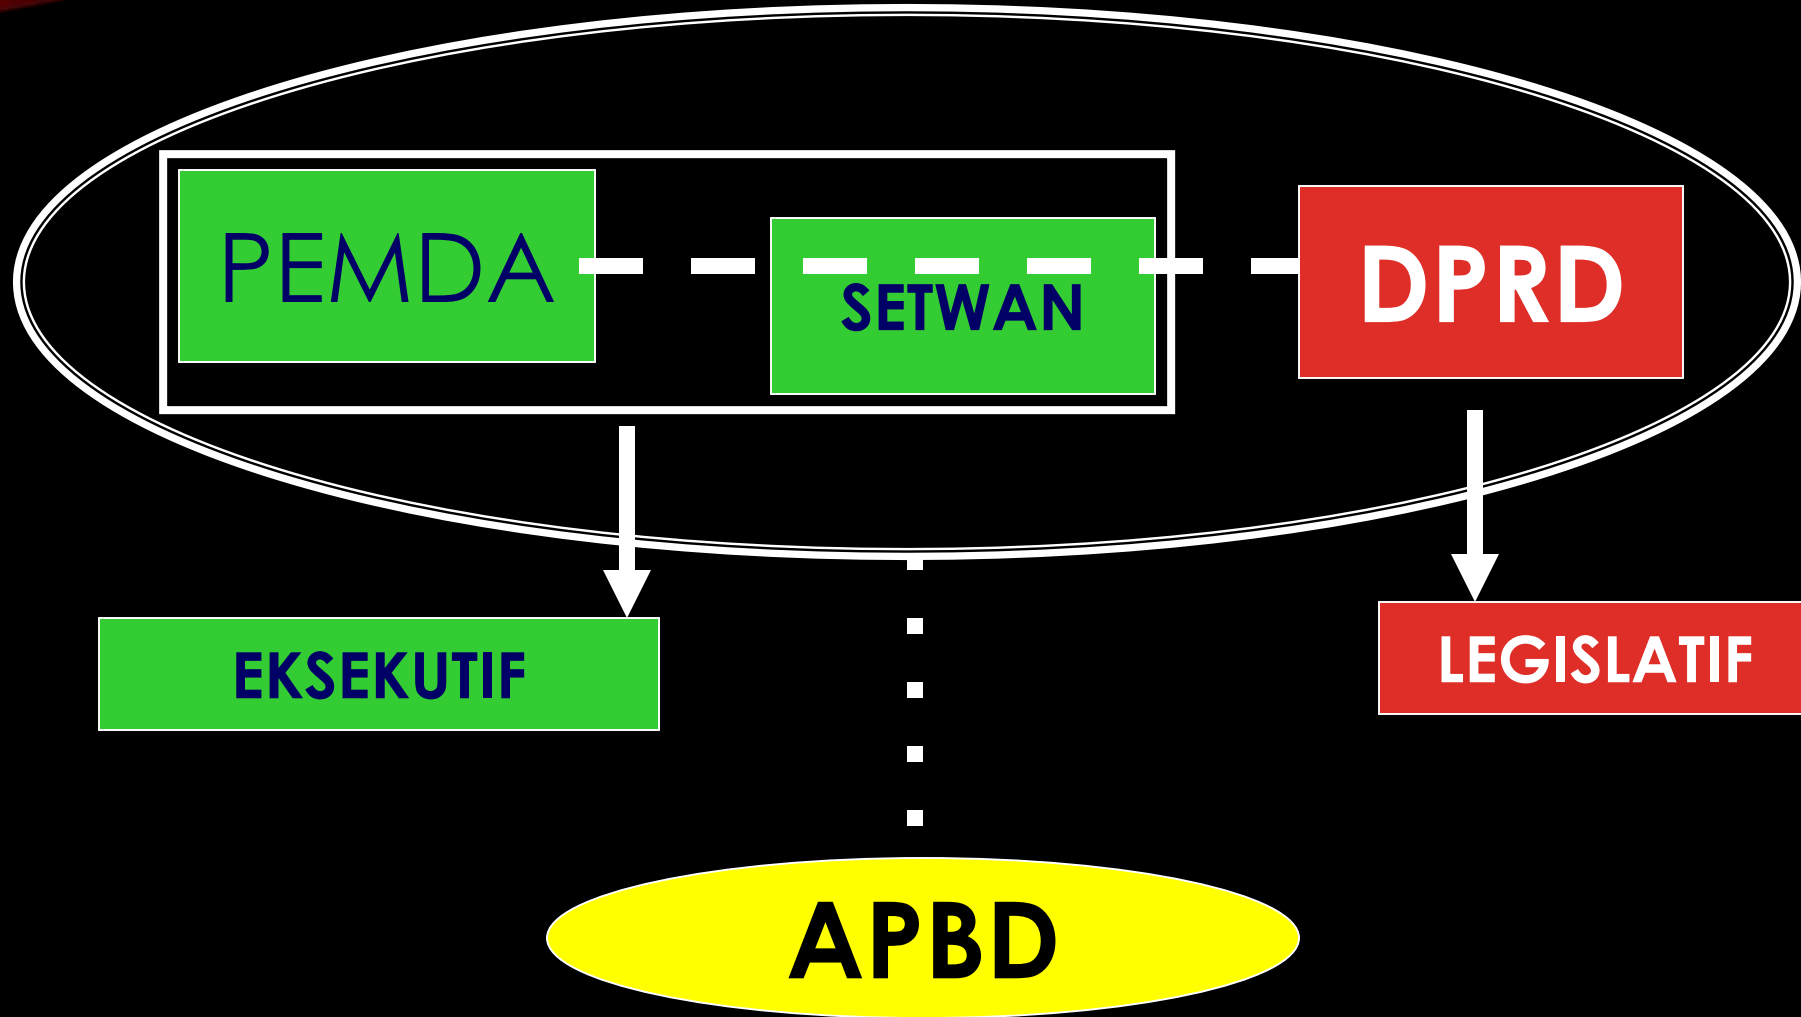 PEMDA
SETWAN
DPRD
EKSEKUTIF
LEGISLATIF
APBD